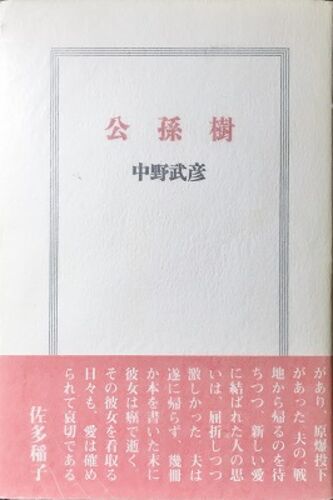 公孫樹
中野武彦
があり、原爆投下
があった。夫の戦
地から帰るのを待
ちつつ、新しい愛
に結ばれた人の思
いは、屈折しつつ
激しかった。夫は
遂に帰らず、幾冊
か本を書いた末に
彼女は癌で逝く。
その彼女を看取る
日々も、愛は確め
られて哀切である
佐多稲子